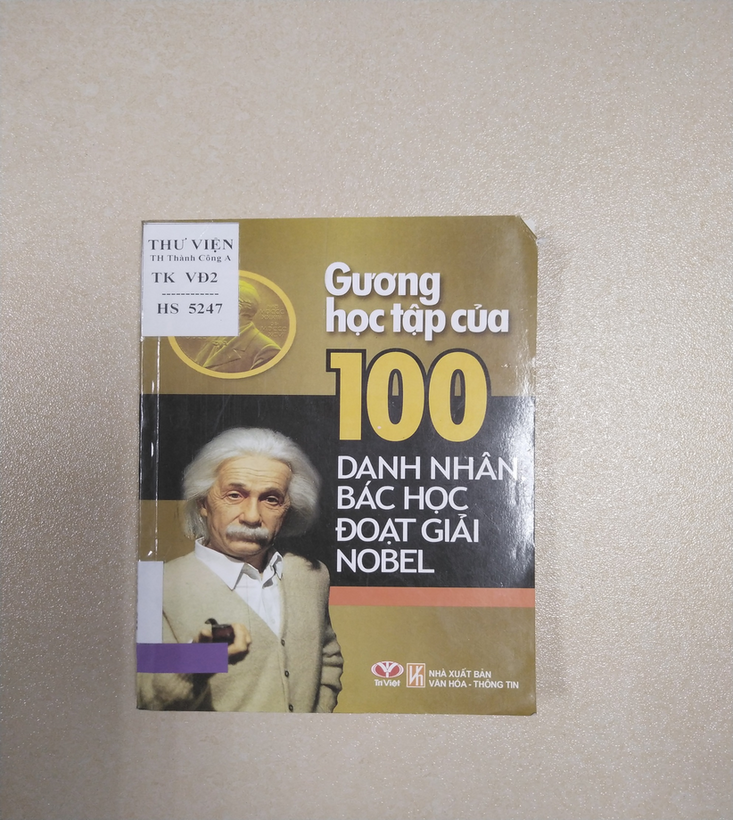 THƯ VIỆN
TH Thành Công A
TK VĐ2
------------
HS 5247
Gương
học tập của
100
DANH NHÂN
BÁC HỌC
ĐOẠT GIẢI
NOBEL
Trí Việt
NHÀ XUẤT BẢN
VĂN HÓA - THÔNG TIN